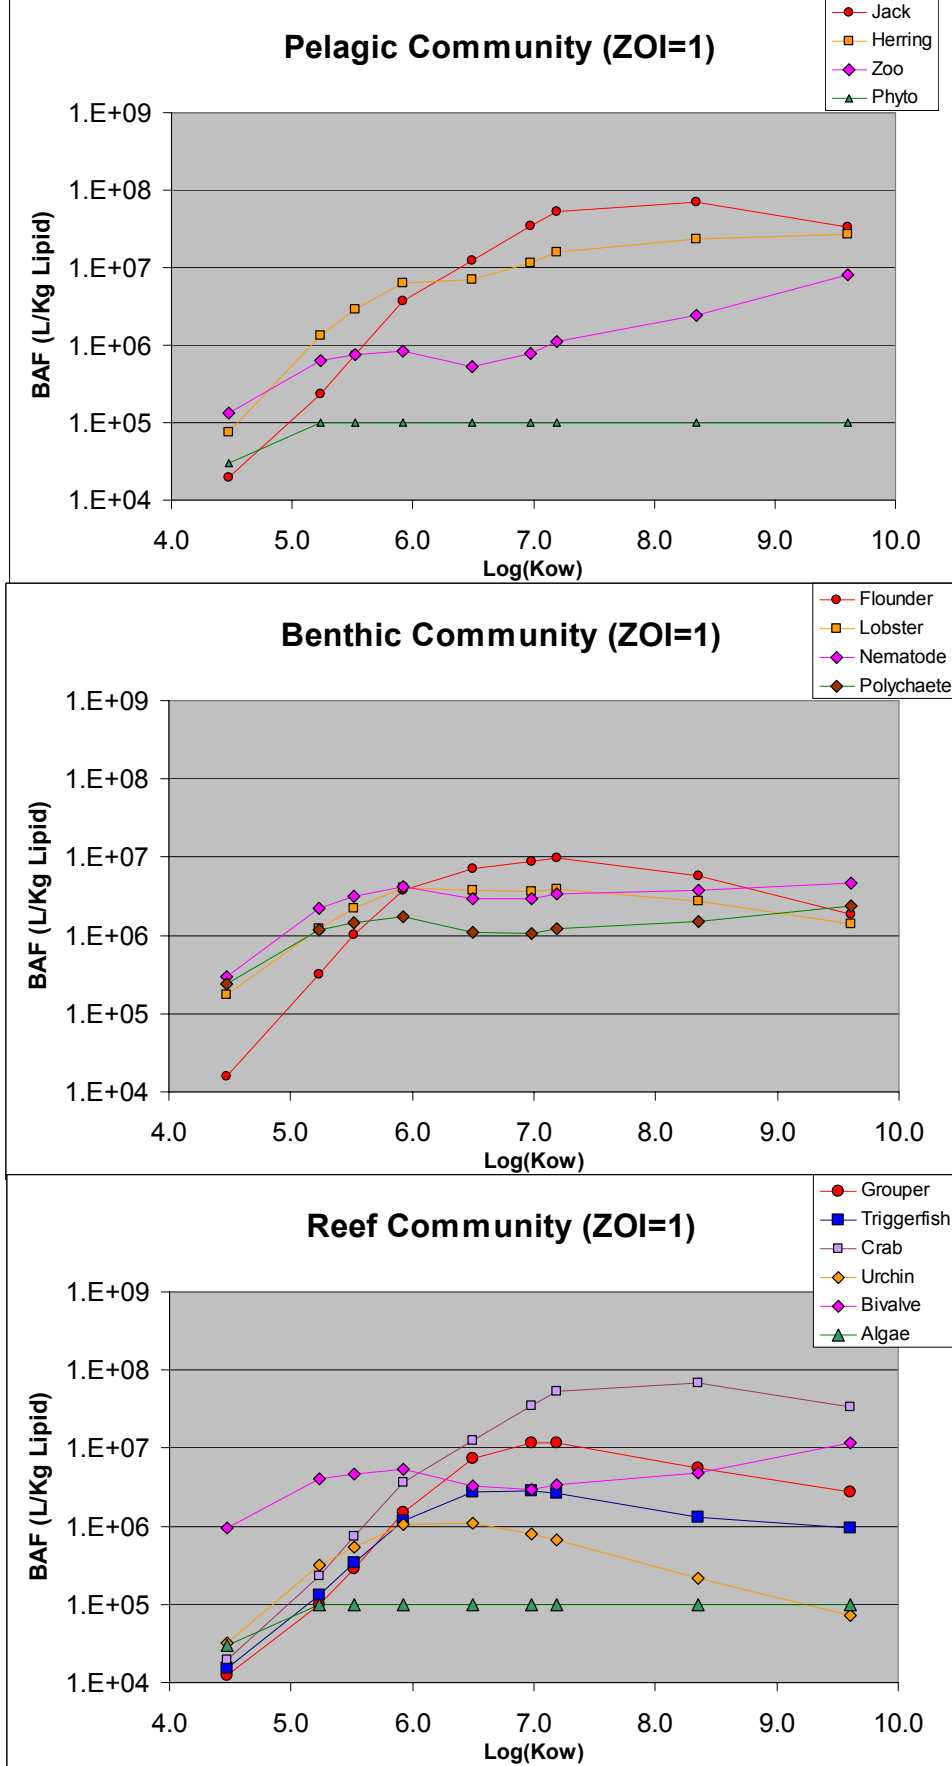 Pelagic Community (ZOI=1)
Jack
Herring
Zoo
Phyto
BAF (L/Kg Lipid)
1.E+09
1.E+08
1.E+07
1.E+06
1.E+05
1.E+04
4.0 5.0 6.0 7.0 8.0 9.0 10.0
Log(Kow)
Benthic Community (ZOI=1)
Flounder
Lobster
Nematode
Polychaete
BAF (L/Kg Lipid)
1.E+09
1.E+08
1.E+07
1.E+06
1.E+05
1.E+04
4.0 5.0 6.0 7.0 8.0 9.0 10.0
Log(Kow)
Reef Community (ZOI=1)
Grouper
Triggerfish
Crab
Urchin
Bivalve
Algae
BAF (L/Kg Lipid)
1.E+09
1.E+08
1.E+07
1.E+06
1.E+05
1.E+04
4.0 5.0 6.0 7.0 8.0 9.0 10.0
Log(Kow)